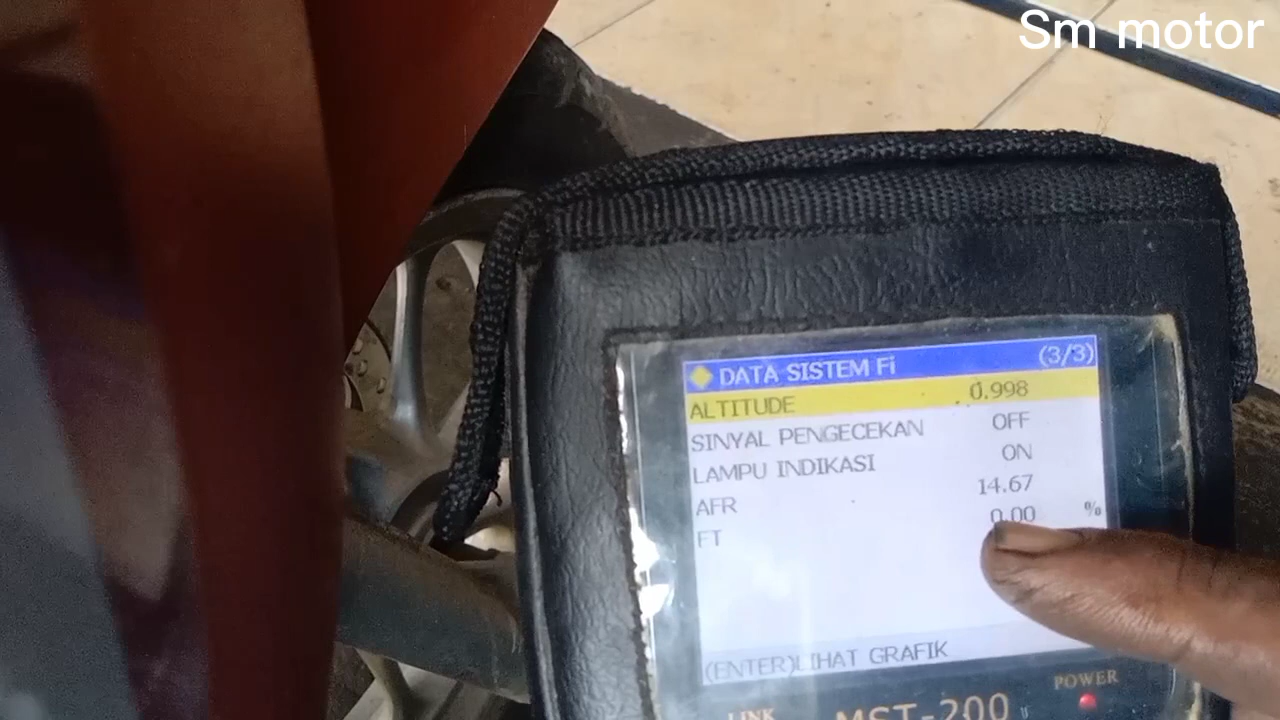 Sm motor
DATA SISTEM Fi (3/3)
ALTITUDE 0.998
SINYAL PENGECEKAN OFF
LAMPU INDIKASI ON
AFR 14.67
FT 0.00 %
(ENTER)LIHAT GRAFIK
POWER
LINK MST-200